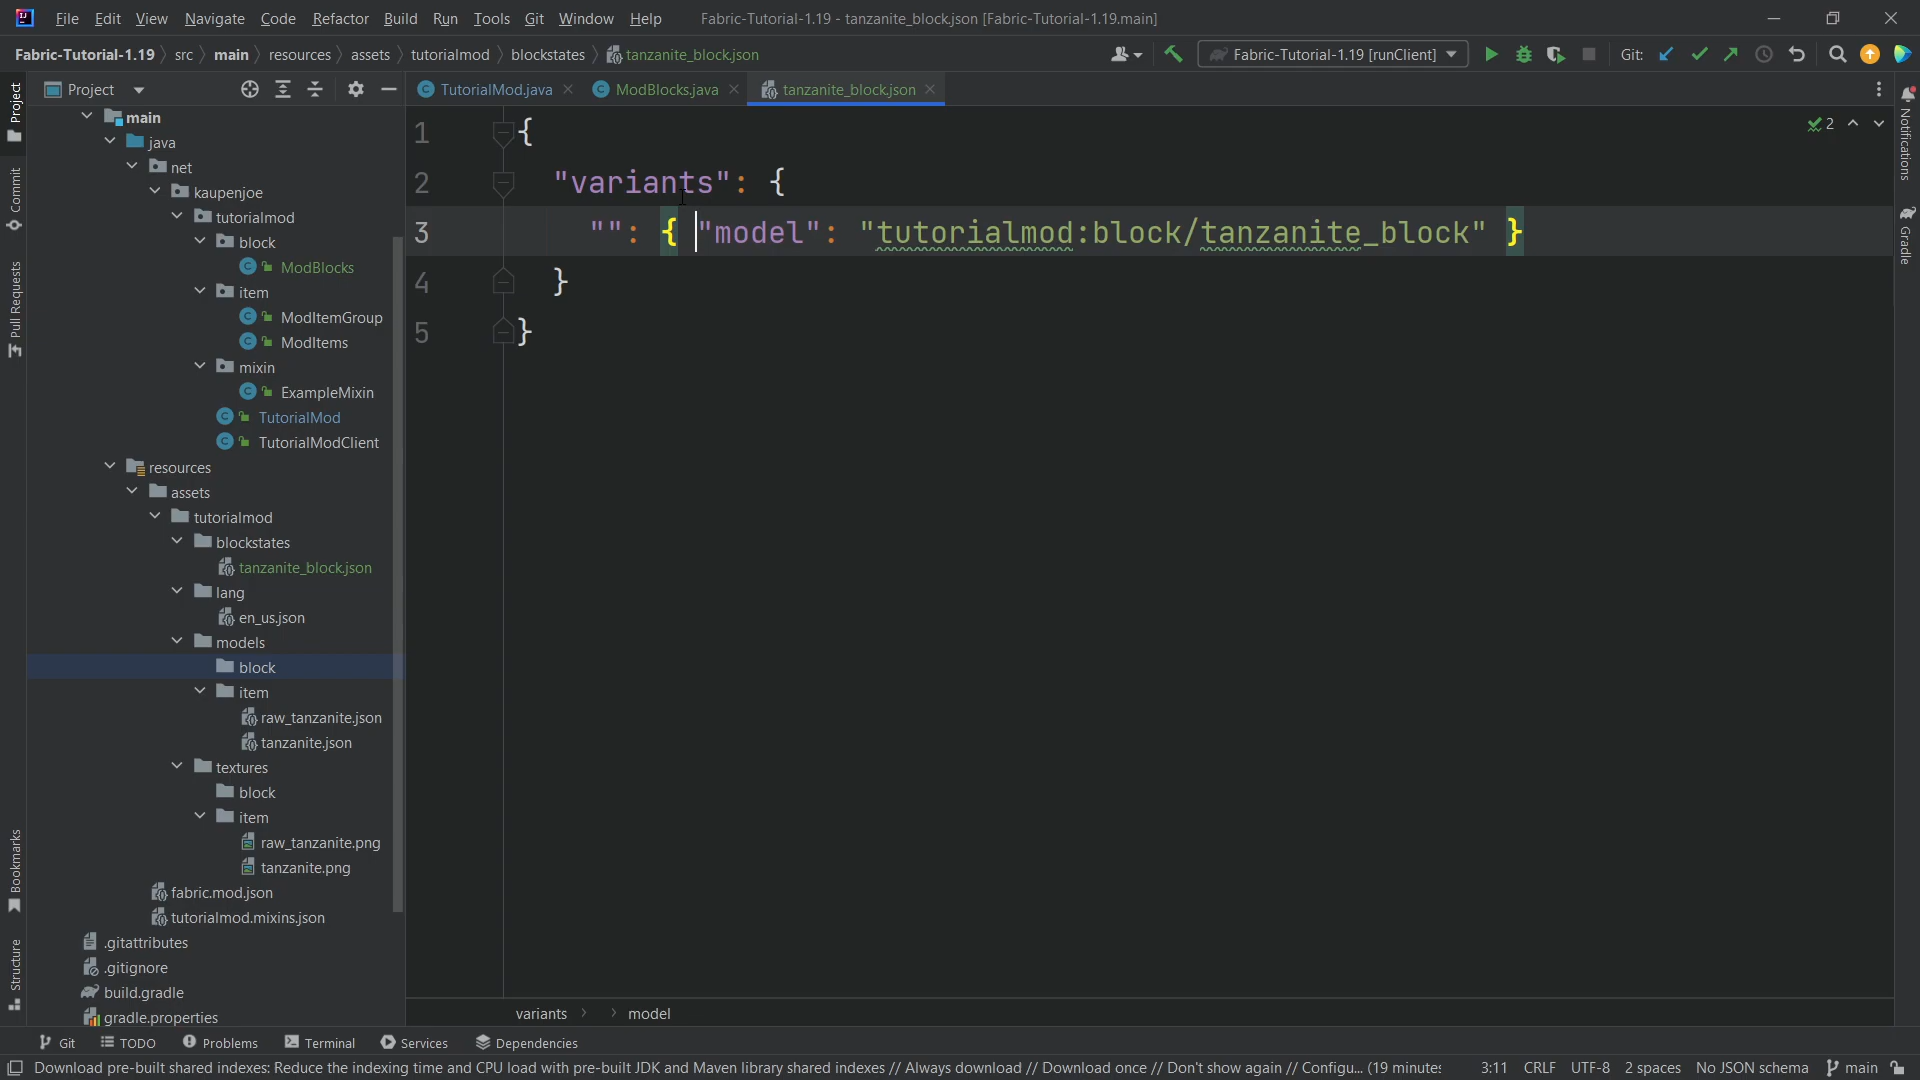 File Edit View Navigate Code Refactor Build Run Tools Git Window Help Fabric-Tutorial-1.19 - tanzanite_block.json [Fabric-Tutorial-1.19.main]
Fabric-Tutorial-1.19 src main resources assets tutorialmod blockstates tanzanite_block.json Fabric-Tutorial-1.19 [runClient] Git:
Project TutorialMod.java ModBlocks.java tanzanite_block.json
Project
Commit
Pull Requests
Bookmarks
Structure
main
java
net
kaupenjoe
tutorialmod
block
ModBlocks
item
ModItemGroup
ModItems
mixin
ExampleMixin
TutorialMod
TutorialModClient
resources
assets
tutorialmod
blockstates
tanzanite_block.json
lang
en_us.json
models
block
item
raw_tanzanite.json
tanzanite.json
textures
block
item
raw_tanzanite.png
tanzanite.png
fabric.mod.json
tutorialmod.mixins.json
.gitattributes
.gitignore
build.gradle
gradle.properties
1 {
2 "variants": {
3 "": { "model": "tutorialmod:block/tanzanite_block" }
4 }
5 }
2
Notifications
Gradle
variants model
Git TODO Problems Terminal Services Dependencies
Download pre-built shared indexes: Reduce the indexing time and CPU load with pre-built JDK and Maven library shared indexes // Always download // Download once // Don't show again // Configu... (19 minutes 3:11 CRLF UTF-8 2 spaces No JSON schema main